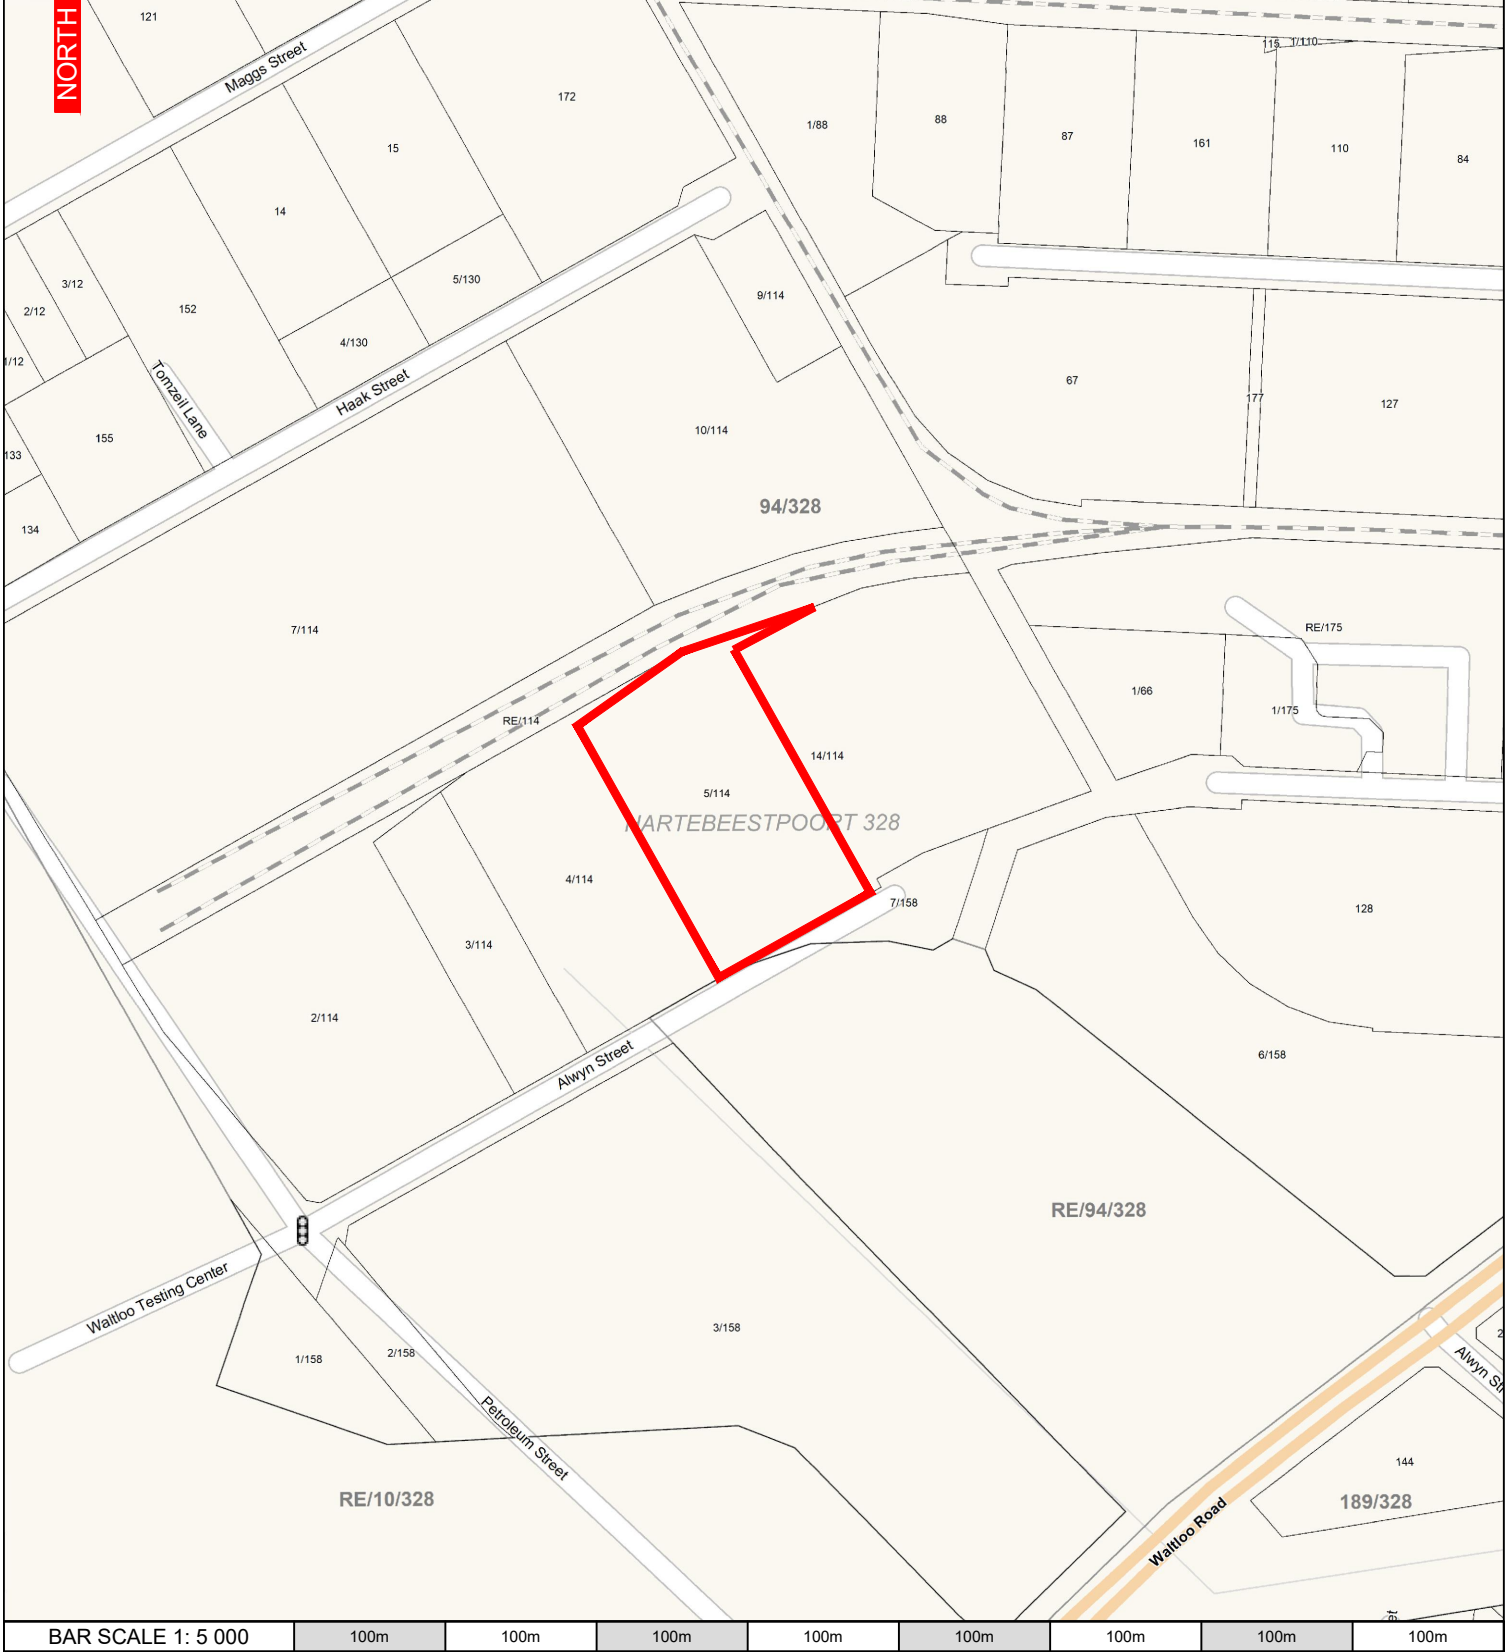 NORTH
121
Maggs Street
172
15
14
1/88
88
87
161
110
84
115
1/110
3/12
2/12
1/12
152
5/130
4/130
9/114
Tomzeil Lane
Haak Street
155
133
134
10/114
94/328
67
177
127
7/114
RE/114
14/114
5/114
HARTEBEESTPOORT 328
4/114
3/114
2/114
RE/175
1/66
1/175
7/158
128
6/158
Alwyn Street
RE/94/328
Waltloo Testing Center
1/158
2/158
3/158
Petroleum Street
RE/10/328
Alwyn Str
2
144
189/328
Waltloo Road
et
BAR SCALE 1: 5 000
100m
100m
100m
100m
100m
100m
100m
100m